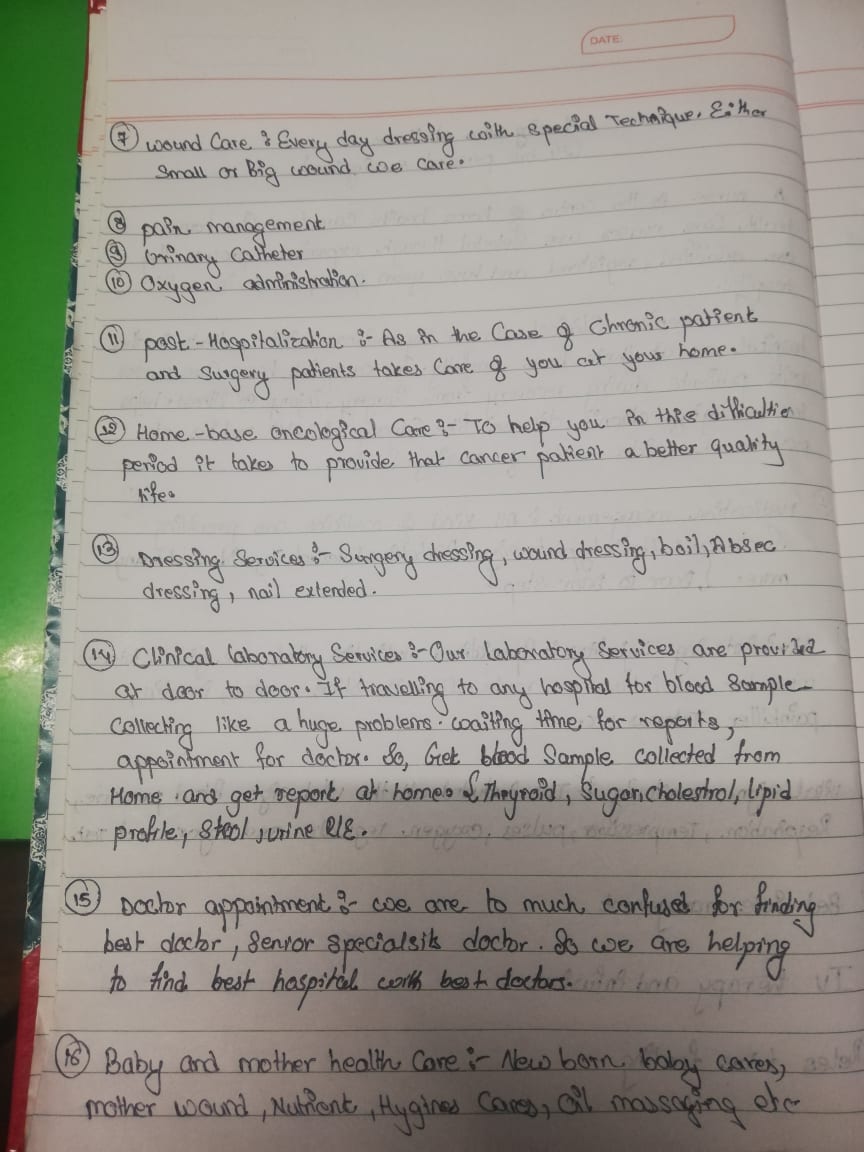 DATE:
7 wound Care :- Every day dressing with special Technique. Either
Small or Big wound we care.
8 pain management
9 Urinary Catheter
10 Oxygen administration.
11 post-Hospitalization :- As in the Case of Chronic patient
and Surgery patients takes Care of you at your home.
12 Home-base oncological Care :- To help you in this difficultie
period it takes to provide that cancer patient a better quality
life.
13 Dressing Services :- Surgery dressing, wound dressing, boil, Absec
dressing, nail extended.
14 Clinical laboratory Services :- Our laboratory Services are provided
at door to door. If travelling to any hospital for blood sample
Collecting like a huge problems. waiting time for reports,
appointment for doctor. So, Get blood Sample collected from
Home and get report at home. Thayroid, Sugar, cholestrol, lipid
profile, Stool, urine R/E.
15 Doctor appointment :- we are to much confused for finding
best doctor, Senior specialsit doctor. So we are helping
to find best hospital with best doctors.
16 Baby and mother health Care :- New born baby cares,
mother wound, Nutrient, Hygines Cares, Oil massaging etc